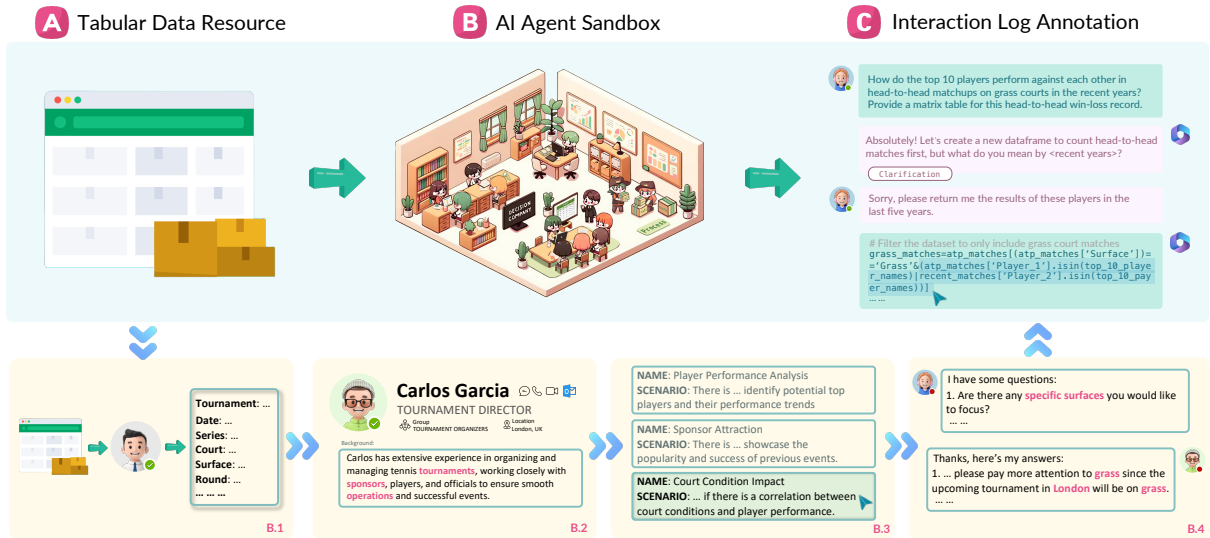 A Tabular Data Resource
B AI Agent Sandbox
C Interaction Log Annotation
DECISION
COMPANY
PROCESS
How do the top 10 players perform against each other in
head-to-head matchups on grass courts in the recent years?
Provide a matrix table for this head-to-head win-loss record.
Absolutely! Let's create a new dataframe to count head-to-head
matches first, but what do you mean by <recent years>?
Clarification
Sorry, please return me the results of these players in the
last five years.
# Filter the dataset to only include grass court matches
grass_matches=atp_matches[(atp_matches['Surface'])=
='Grass'&(atp_matches['Player_1'].isin(top_10_playe
r_names)|recent_matches['Player_2'].isin(top_10_pay
er_names))]
... ...
Tournament: ...
Date: ...
Series: ...
Court: ...
Surface: ...
Round: ...
... ... ...
B.1
Carlos Garcia
TOURNAMENT DIRECTOR
Group
TOURNAMENT ORGANIZERS
Location
London, UK
Background:
Carlos has extensive experience in organizing and
managing tennis tournaments, working closely with
sponsors, players, and officials to ensure smooth
operations and successful events.
B.2
NAME: Player Performance Analysis
SCENARIO: There is ... identify potential top
players and their performance trends
NAME: Sponsor Attraction
SCENARIO: There is ... showcase the
popularity and success of previous events.
NAME: Court Condition Impact
SCENARIO: ... if there is a correlation between
court conditions and player performance.
B.3
I have some questions:
1. Are there any specific surfaces you would like
to focus?
... ...
Thanks, here's my answers:
1. ... please pay more attention to grass since the
upcoming tournament in London will be on grass.
... ...
B.4